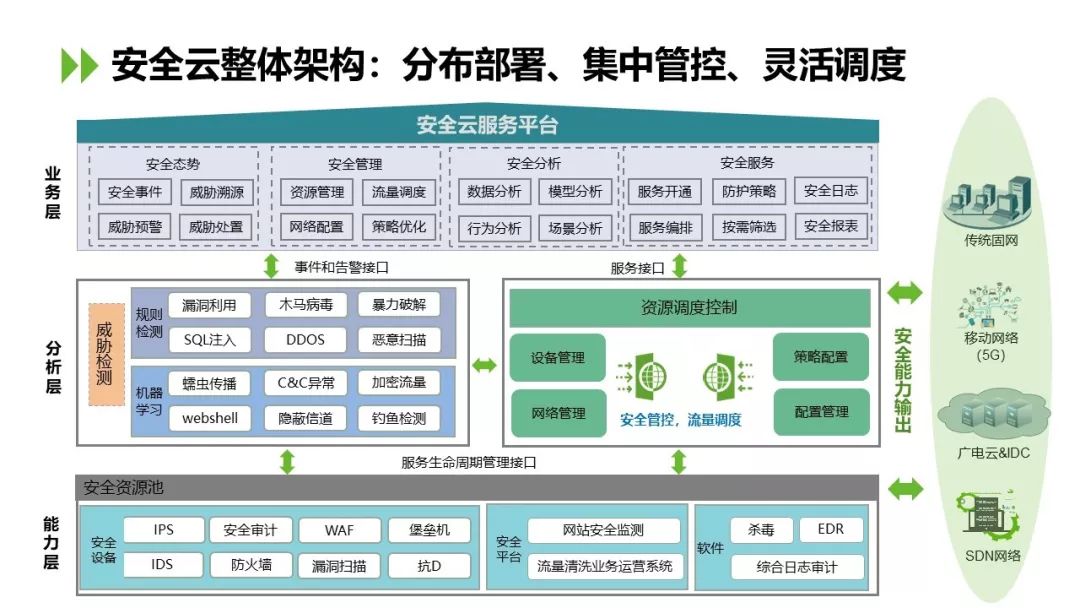 安全云整体架构：分布部署、集中管控、灵活调度
安全云服务平台
业务层
安全态势
安全事件
威胁溯源
威胁预警
威胁处置
安全管理
资源管理
流量调度
网络配置
策略优化
安全分析
数据分析
模型分析
行为分析
场景分析
安全服务
服务开通
防护策略
安全日志
服务编排
按需筛选
安全报表
事件和告警接口
服务接口
分析层
威胁检测
规则
检测
漏洞利用
木马病毒
暴力破解
SQL注入
DDOS
恶意扫描
机器
学习
蠕虫传播
C&C异常
加密流量
webshell
隐蔽信道
钓鱼检测
资源调度控制
设备管理
网络管理
策略配置
配置管理
安全管控，流量调度
服务生命周期管理接口
能力层
安全资源池
安全
设备
IPS
安全审计
WAF
堡垒机
IDS
防火墙
漏洞扫描
抗D
安全
平台
网站安全监测
流量清洗业务运营系统
软件
杀毒
EDR
综合日志审计
安全能力输出
传统固网
移动网络
(5G)
广电云&IDC
SDN网络